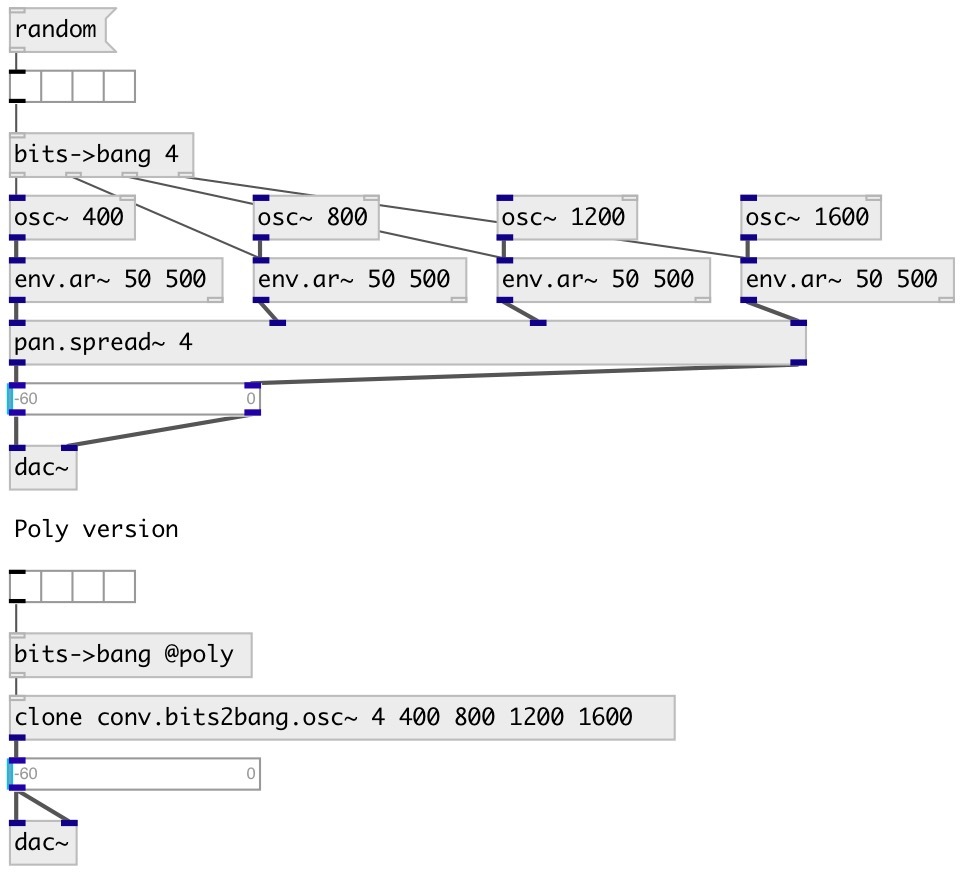 random
bits->bang 4
osc~ 400 osc~ 800 osc~ 1200 osc~ 1600
env.ar~ 50 500 env.ar~ 50 500 env.ar~ 50 500 env.ar~ 50 500
pan.spread~ 4
-60 0
dac~
Poly version
bits->bang @poly
clone conv.bits2bang.osc~ 4 400 800 1200 1600
-60 0
dac~